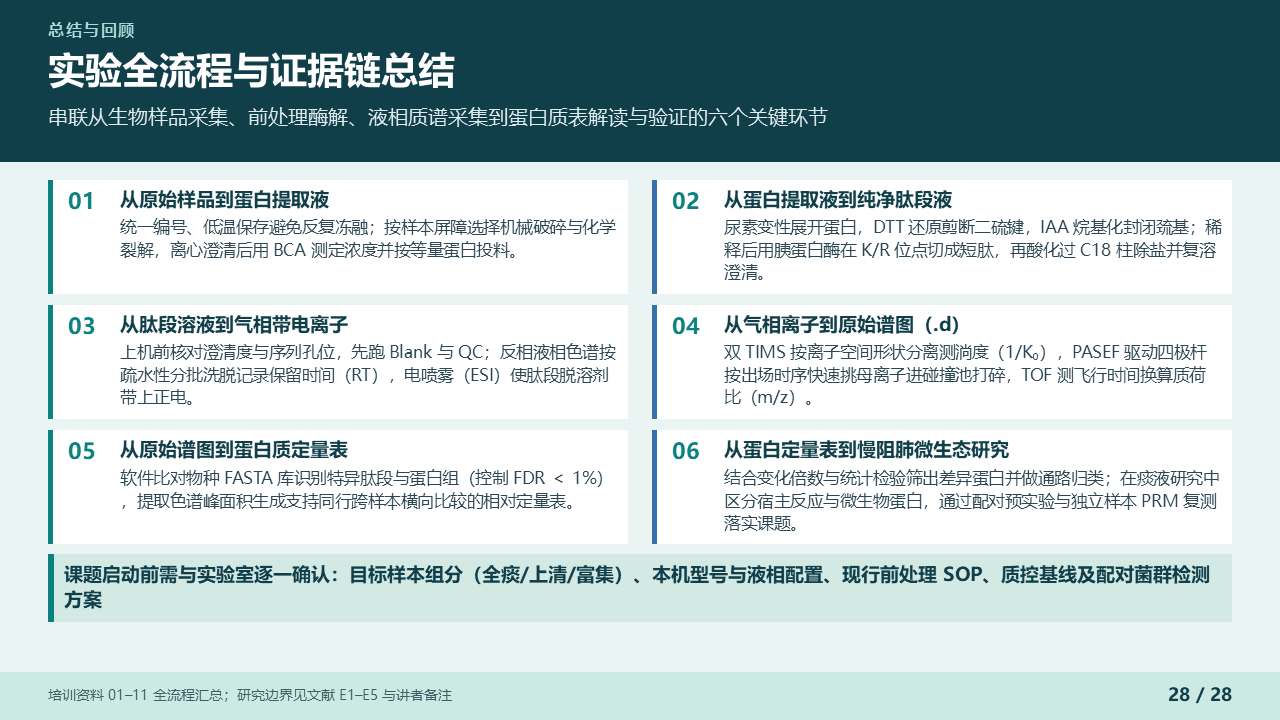 总结与回顾
实验全流程与证据链总结
串联从生物样品采集、前处理酶解、液相质谱采集到蛋白质表解读与验证的六个关键环节
01
从原始样品到蛋白提取液
统一编号、低温保存避免反复冻融；按样本屏障选择机械破碎与化学
裂解，离心澄清后用 BCA 测定浓度并按等量蛋白投料。
02
从蛋白提取液到纯净肽段液
尿素变性展开蛋白，DTT 还原剪断二硫键，IAA 烷基化封闭巯基；稀
释后用胰蛋白酶在 K/R 位点切成短肽，再酸化过 C18 柱除盐并复溶
澄清。
03
从肽段溶液到气相带电离子
上机前核对澄清度与序列孔位，先跑 Blank 与 QC；反相液相色谱按
疏水性分批洗脱记录保留时间（RT），电喷雾（ESI）使肽段脱溶剂
带上正电。
04
从气相离子到原始谱图（.d）
双 TIMS 按离子空间形状分离测淌度（1/K₀），PASEF 驱动四极杆
按出场时序快速挑母离子进碰撞池打碎，TOF 测飞行时间换算质荷
比（m/z）。
05
从原始谱图到蛋白质定量表
软件比对物种 FASTA 库识别特异肽段与蛋白组（控制 FDR < 1%）
，提取色谱峰面积生成支持同行跨样本横向比较的相对定量表。
06
从蛋白定量表到慢阻肺微生态研究
结合变化倍数与统计检验筛出差异蛋白并做通路归类；在痰液研究中
区分宿主反应与微生物蛋白，通过配对预实验与独立样本 PRM 复测
落实课题。
课题启动前需与实验室逐一确认：目标样本组分（全痰/上清/富集）、本机型号与液相配置、现行前处理 SOP、质控基线及配对菌群检测
方案
培训资料 01–11 全流程汇总；研究边界见文献 E1–E5 与讲者备注
28 / 28